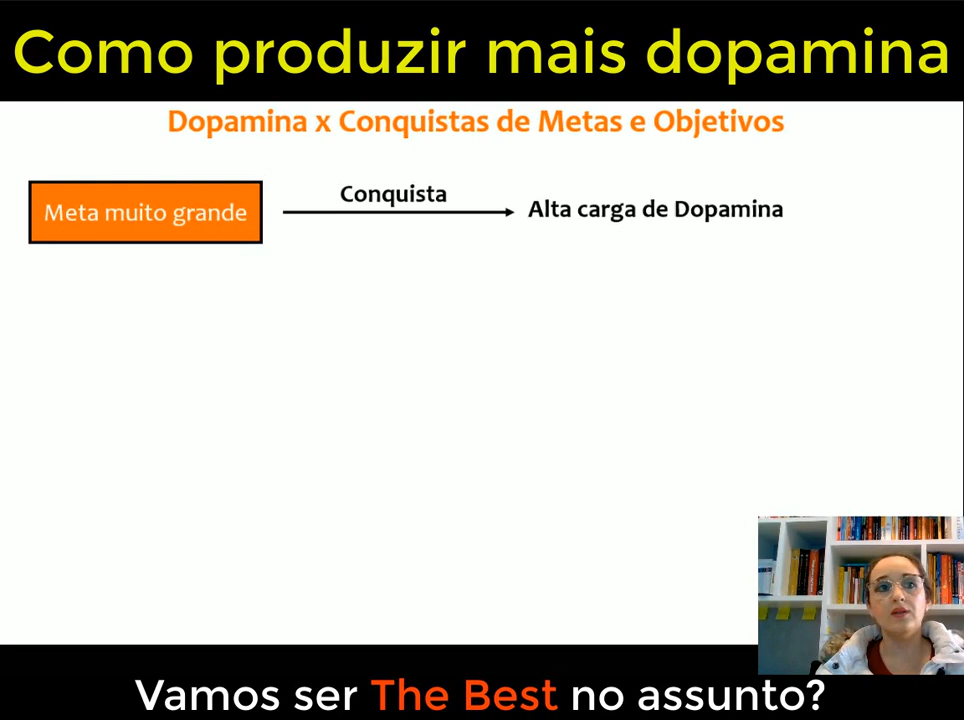 Como produzir mais dopamina
Dopamina x Conquistas de Metas e Objetivos
Meta muito grande
Conquista
Alta carga de Dopamina
Vamos ser The Best no assunto?